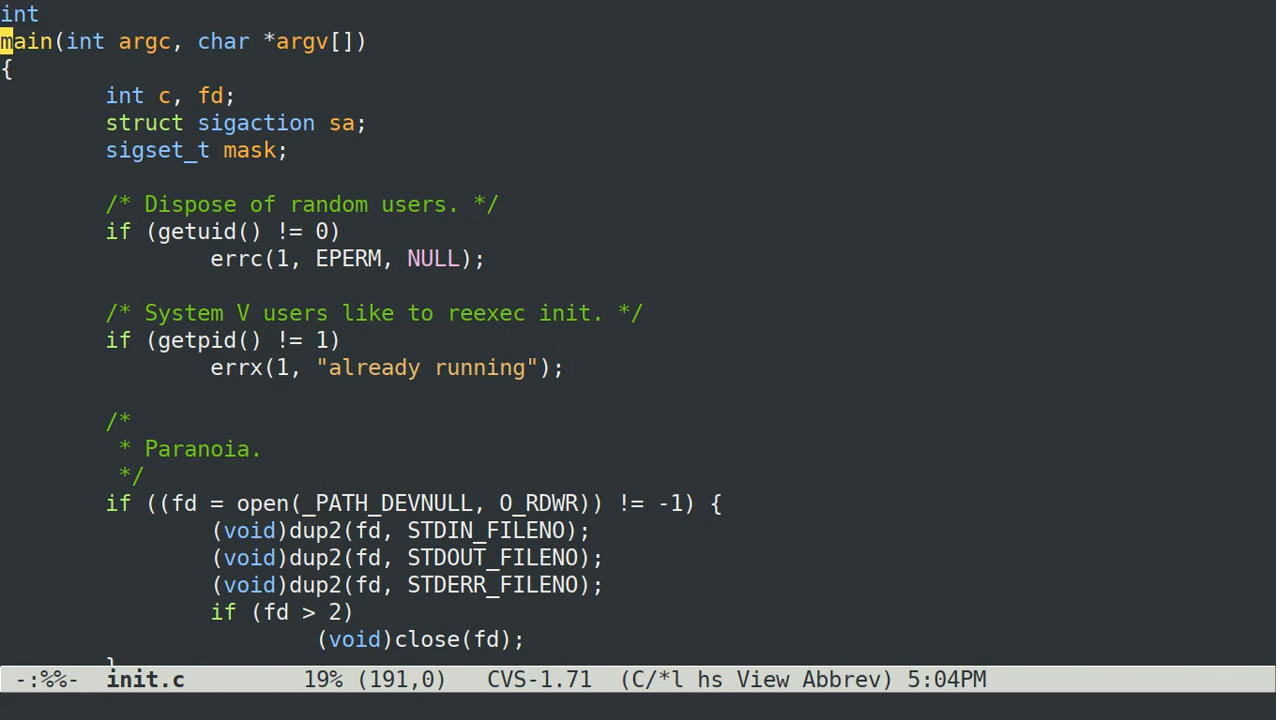 int
main(int argc, char *argv[])
{
        int c, fd;
        struct sigaction sa;
        sigset_t mask;

        /* Dispose of random users. */
        if (getuid() != 0)
                errc(1, EPERM, NULL);

        /* System V users like to reexec init. */
        if (getpid() != 1)
                errx(1, "already running");

        /*
         * Paranoia.
         */
        if ((fd = open(_PATH_DEVNULL, O_RDWR)) != -1) {
                (void)dup2(fd, STDIN_FILENO);
                (void)dup2(fd, STDOUT_FILENO);
                (void)dup2(fd, STDERR_FILENO);
                if (fd > 2)
                        (void)close(fd);
        }
-:%%-  init.c         19% (191,0)   CVS-1.71  (C/*l hs View Abbrev) 5:04PM